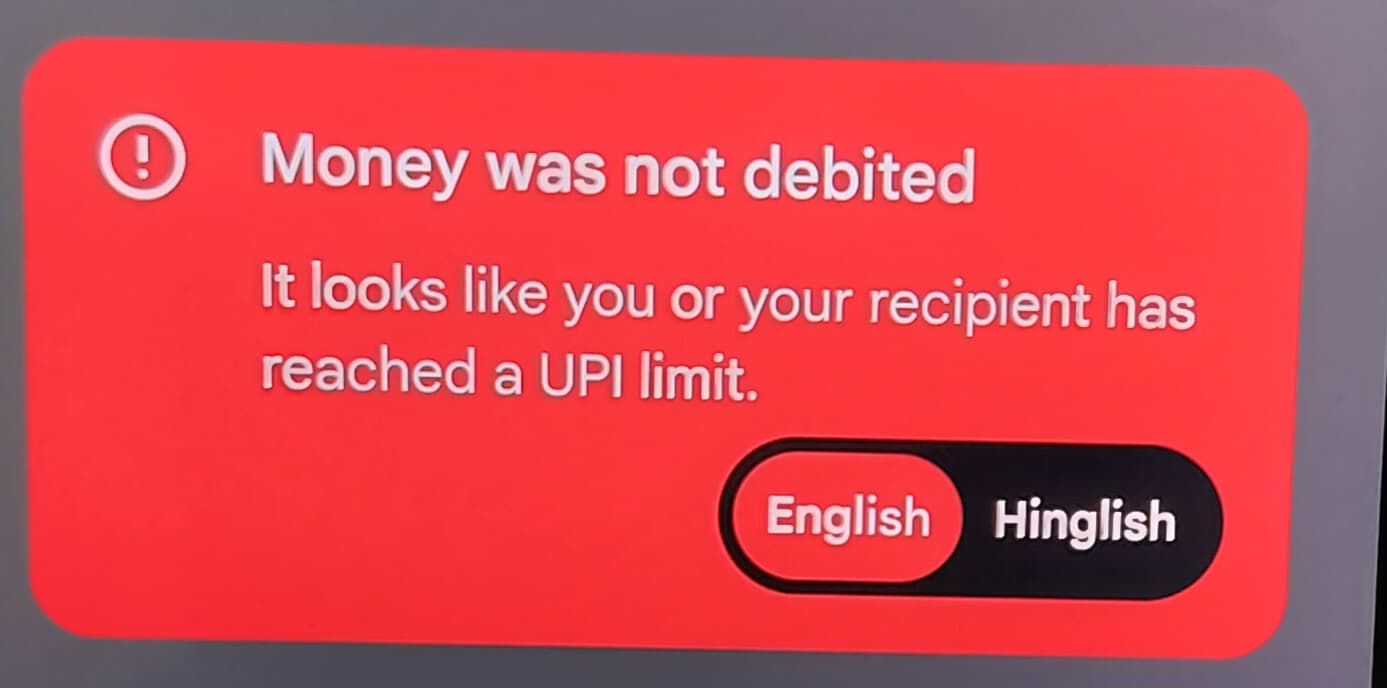 Money was not debited
It looks like you or your recipient has
reached a UPI limit.
English Hinglish